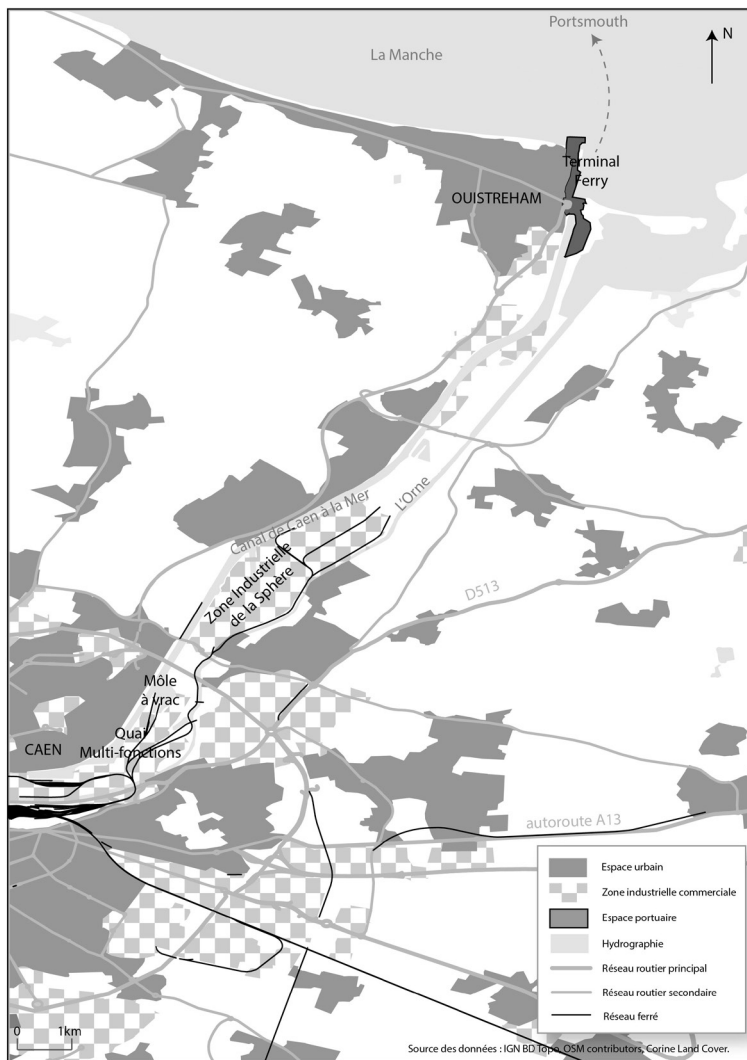 Portsmouth
La Manche
N
Terminal
Ferry
OUISTREHAM
Canal de Caen à la Mer
L'Orne
Zone Industrielle
de la Sphère
D513
Môle
à vrac
Quai
Multi-fonctions
CAEN
autoroute A13
Espace urbain
Zone industrielle commerciale
Espace portuaire
Hydrographie
Réseau routier principal
Réseau routier secondaire
Réseau ferré
0 1km
Source des données : IGN BD Topo, OSM contributors, Corine Land Cover.